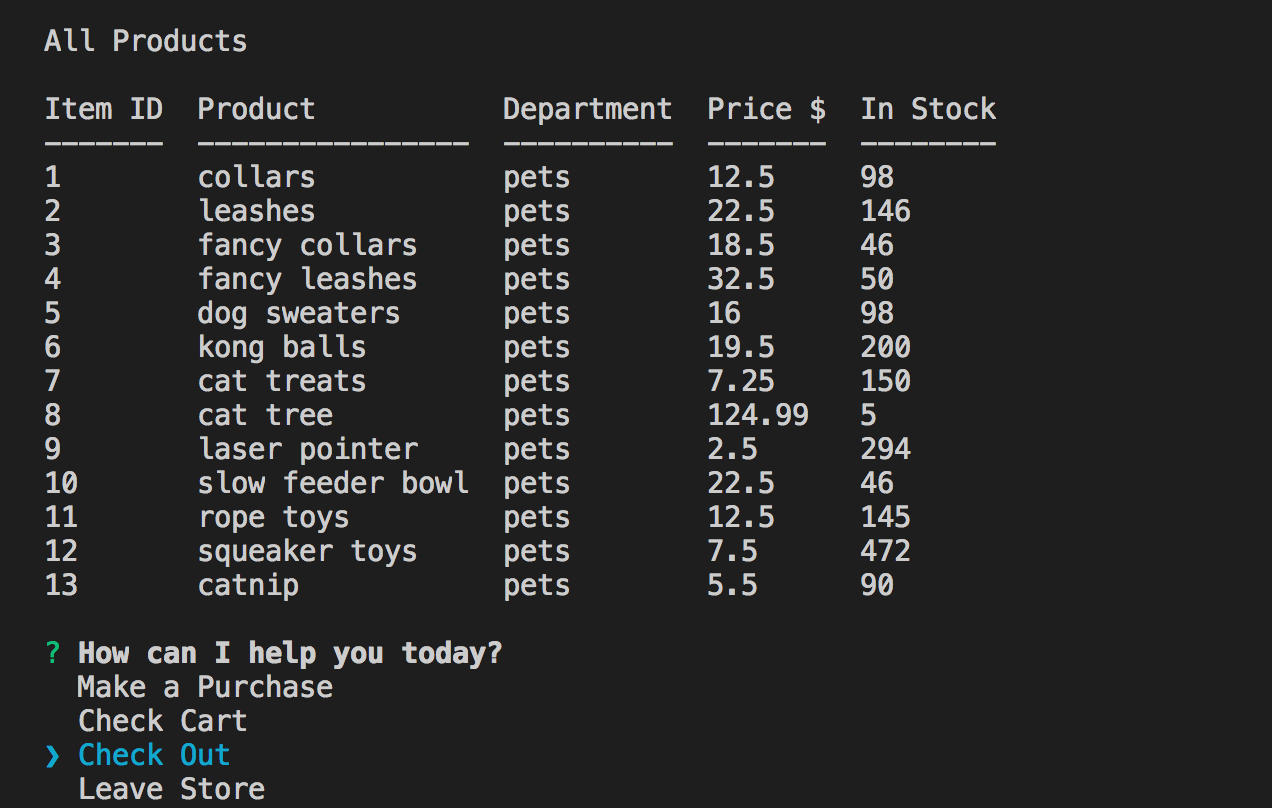 All Products
Item ID  Product           Department  Price $  In Stock
-------  ----------------  ----------  -------  --------
1        collars           pets        12.5     98
2        leashes           pets        22.5     146
3        fancy collars     pets        18.5     46
4        fancy leashes     pets        32.5     50
5        dog sweaters      pets        16       98
6        kong balls        pets        19.5     200
7        cat treats        pets        7.25     150
8        cat tree          pets        124.99   5
9        laser pointer     pets        2.5      294
10       slow feeder bowl  pets        22.5     46
11       rope toys         pets        12.5     145
12       squeaker toys     pets        7.5      472
13       catnip            pets        5.5      90
? How can I help you today?
  Make a Purchase
  Check Cart
❯ Check Out
  Leave Store